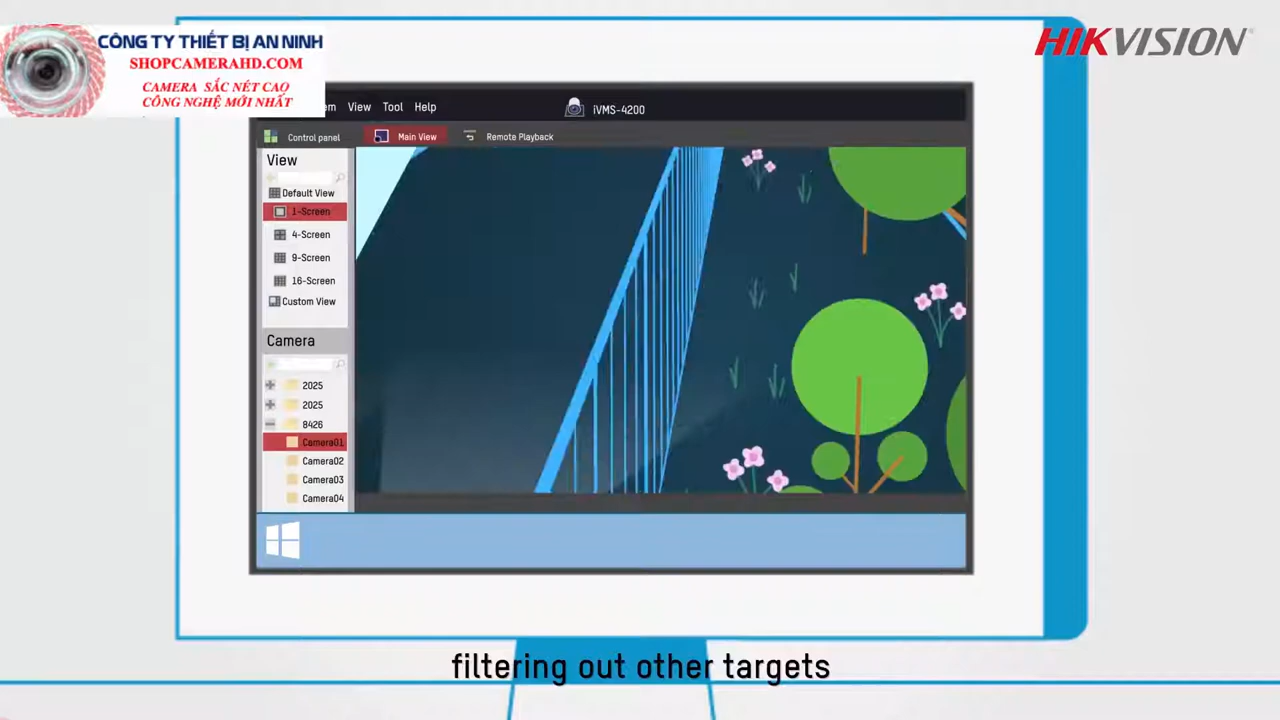 CÔNG TY THIẾT BỊ AN NINH
SHOPCAMERAHD.COM
CAMERA SẮC NÉT CAO
CÔNG NGHỆ MỚI NHẤT
HIKVISION
View Tool Help
iVMS-4200
Control panel
Main View
Remote Playback
View
Default View
1-Screen
4-Screen
9-Screen
16-Screen
Custom View
Camera
2025
2025
8426
Camera01
Camera02
Camera03
Camera04
filtering out other targets